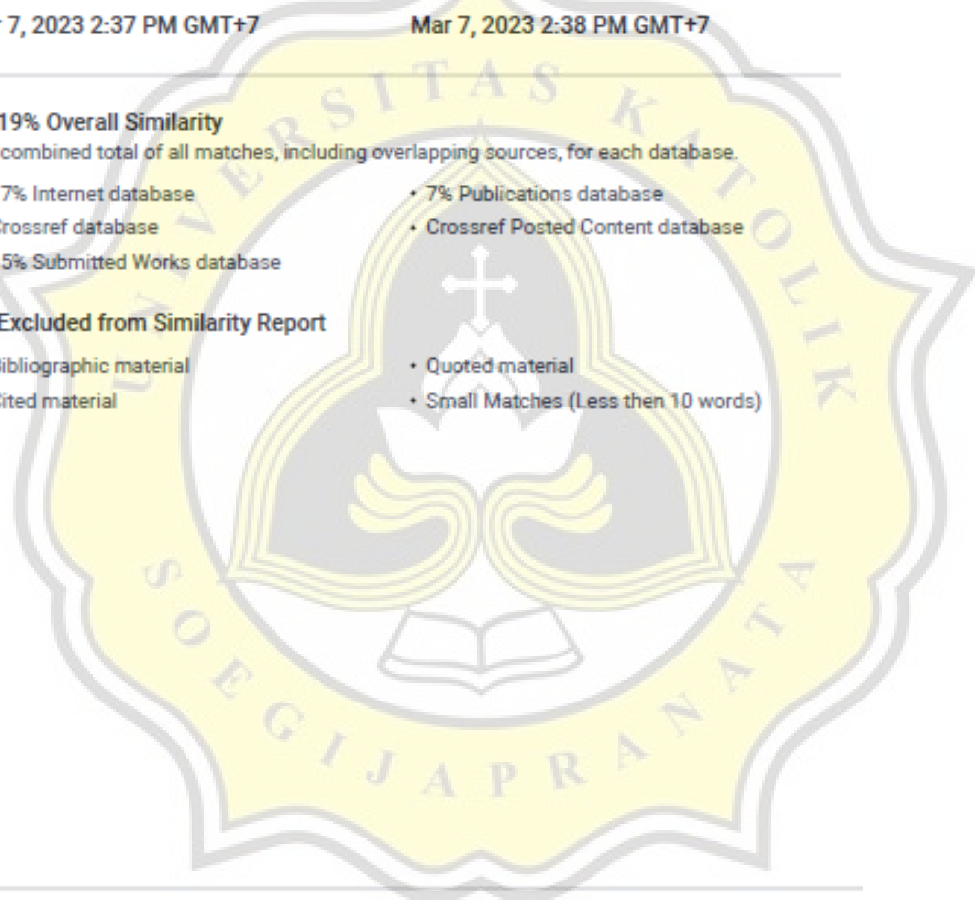 7, 2023 2:37 PM GMT+7
Mar 7, 2023 2:38 PM GMT+7
19% Overall Similarity
combined total of all matches, including overlapping sources, for each database.
7% Internet database
• 7% Publications database
Crossref database
• Crossref Posted Content database
5% Submitted Works database
Excluded from Similarity Report
Bibliographic material
• Quoted material
Cited material
• Small Matches (Less then 10 words)
UNIVERSITAS KATOLIK
SOEGIJAPRANATA